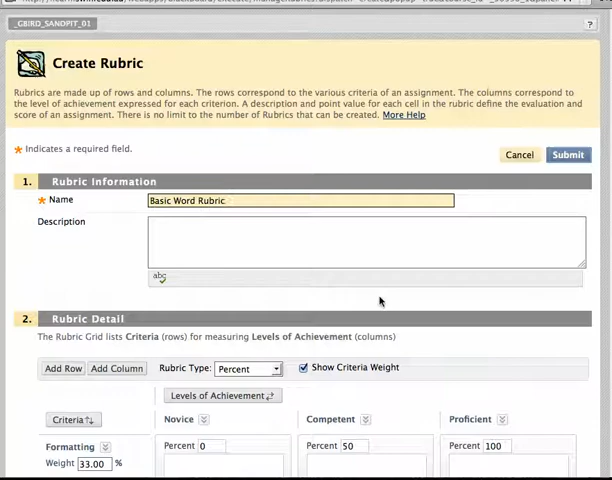 _GBIRD_SANDPIT_01
?
Create Rubric
Rubrics are made up of rows and columns. The rows correspond to the various criteria of an assignment. The columns correspond to
the level of achievement expressed for each criterion. A description and point value for each cell in the rubric define the evaluation and
score of an assignment. There is no limit to the number of Rubrics that can be created. More Help
* Indicates a required field.
Cancel Submit
1. Rubric Information
* Name Basic Word Rubric
Description
abc
2. Rubric Detail
The Rubric Grid lists Criteria (rows) for measuring Levels of Achievement (columns)
Add Row Add Column Rubric Type: Percent Show Criteria Weight
Levels of Achievement
Criteria Novice Competent Proficient
Formatting Percent 0 Percent 50 Percent 100
Weight 33.00 %